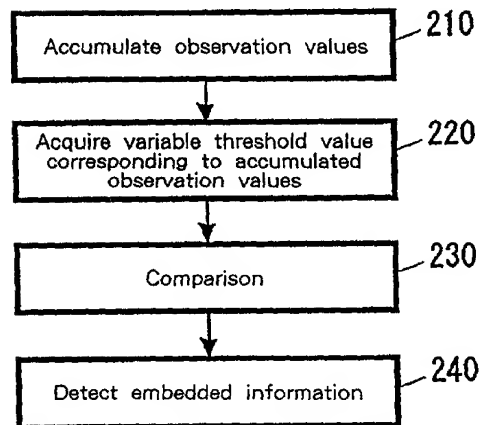 Accumulate observation values
210
Acquire variable threshold value
corresponding to accumulated
observation values
220
Comparison
230
Detect embedded information
240